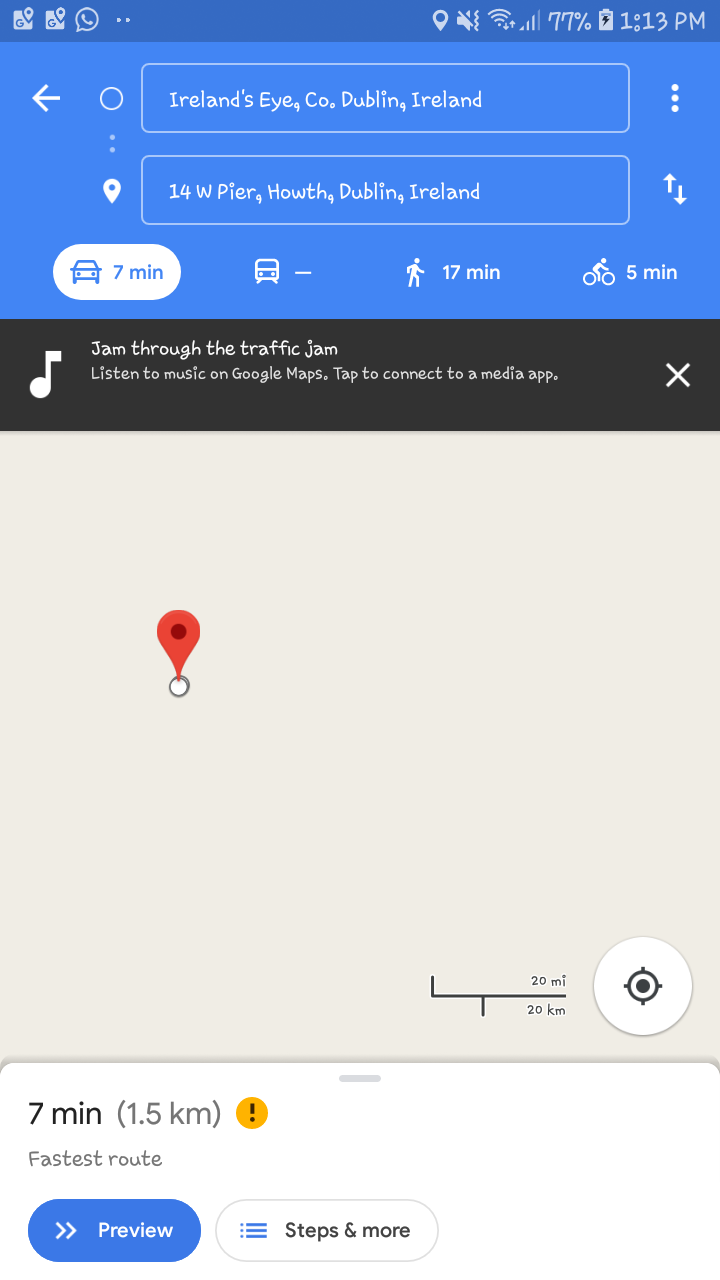 77% 1:13 PM
Ireland's Eye, Co. Dublin, Ireland
14 W Pier, Howth, Dublin, Ireland
7 min — 17 min 5 min
Jam through the traffic jam
Listen to music on Google Maps. Tap to connect to a media app.
20 mi
20 km
7 min (1.5 km)
Fastest route
Preview Steps & more